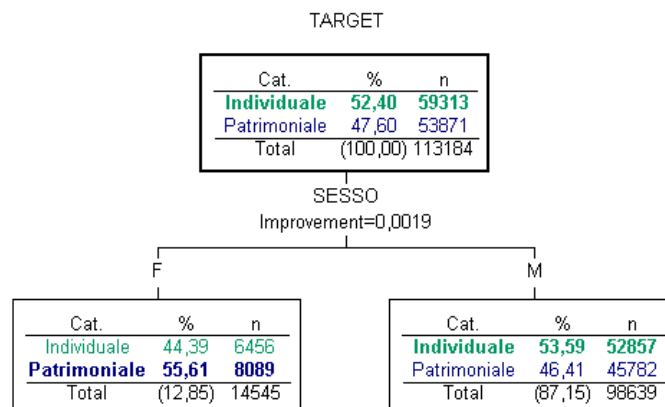 TARGET
Cat. % n
Individuale 52,40 59313
Patrimoniale 47,60 53871
Total (100,00) 113184
SESSO
Improvement=0,0019
F
M
Cat. % n
Individuale 44,39 6456
Patrimoniale 55,61 8089
Total (12,85) 14545
Cat. % n
Individuale 53,59 52857
Patrimoniale 46,41 45782
Total (87,15) 98639